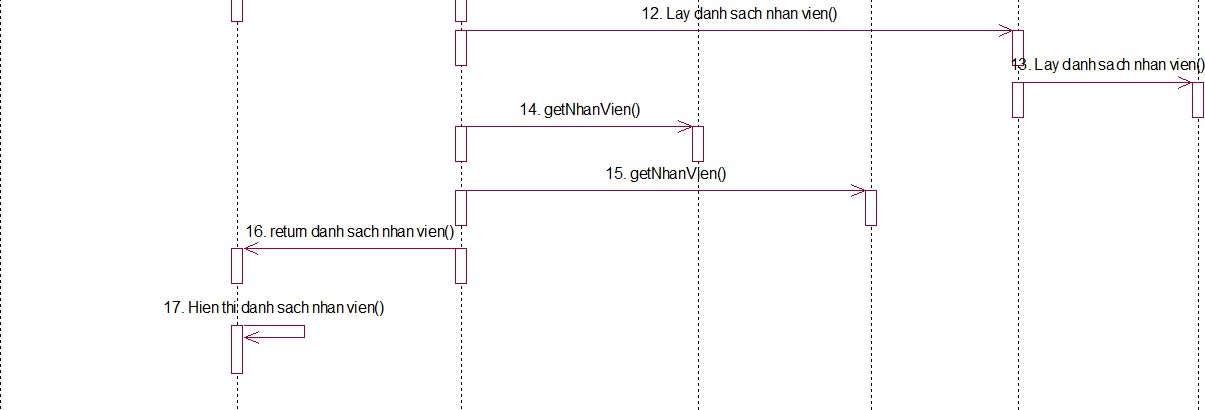 12. Lay danh sach nhan vien()
13. Lay danh sach nhan vien()
14. getNhanVien()
15. getNhanVien()
16. return danh sach nhan vien()
17. Hien thi danh sach nhan vien()